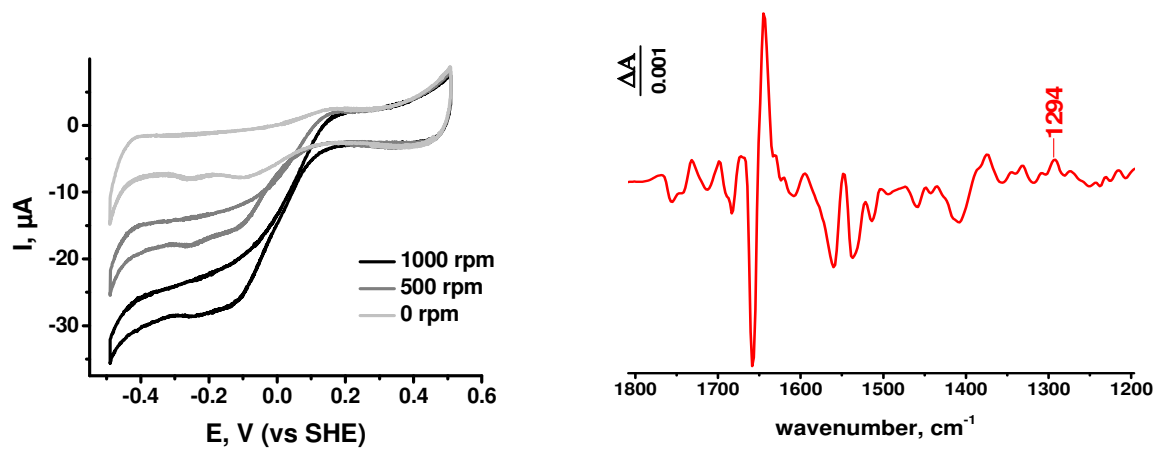 I, µA
0
-10
-20
-30
1000 rpm
500 rpm
0 rpm
-0.4 -0.2 0.0 0.2 0.4 0.6
E, V (vs SHE)
ΔA
0.001
1294
1800 1700 1600 1500 1400 1300 1200
wavenumber, cm⁻¹